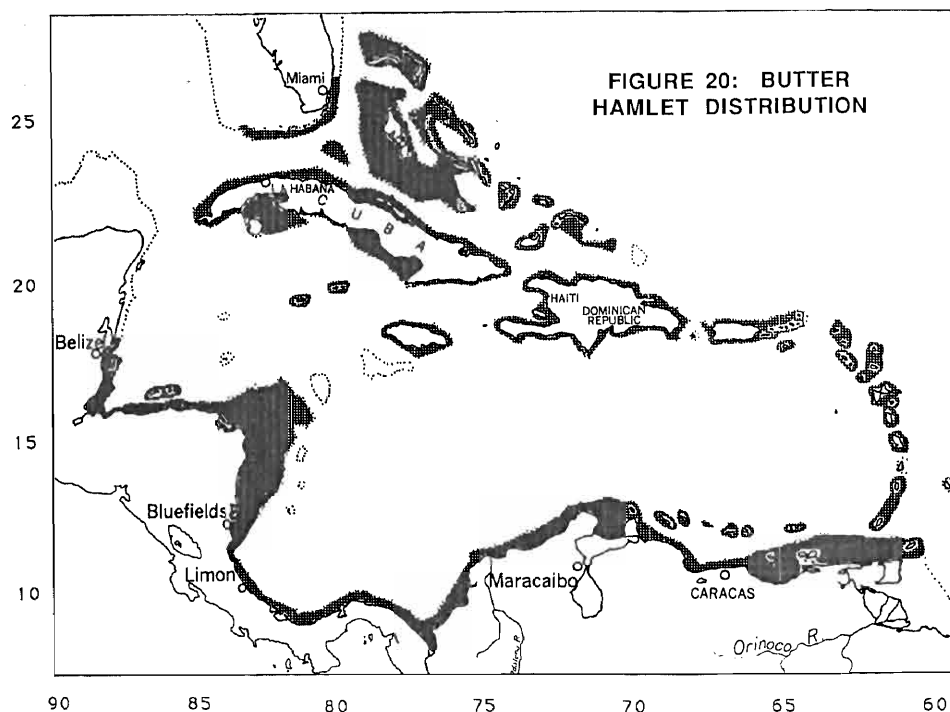 FIGURE 20: BUTTER
HAMLET DISTRIBUTION
Miami
25
LA
HABANA
C U B A
20
HAITI
DOMINICAN
REPUBLIC
Belize
15
Bluefields
Limon
Maracaibo
10
CARACAS
Orinoco R.
90 85 80 75 70 65 60